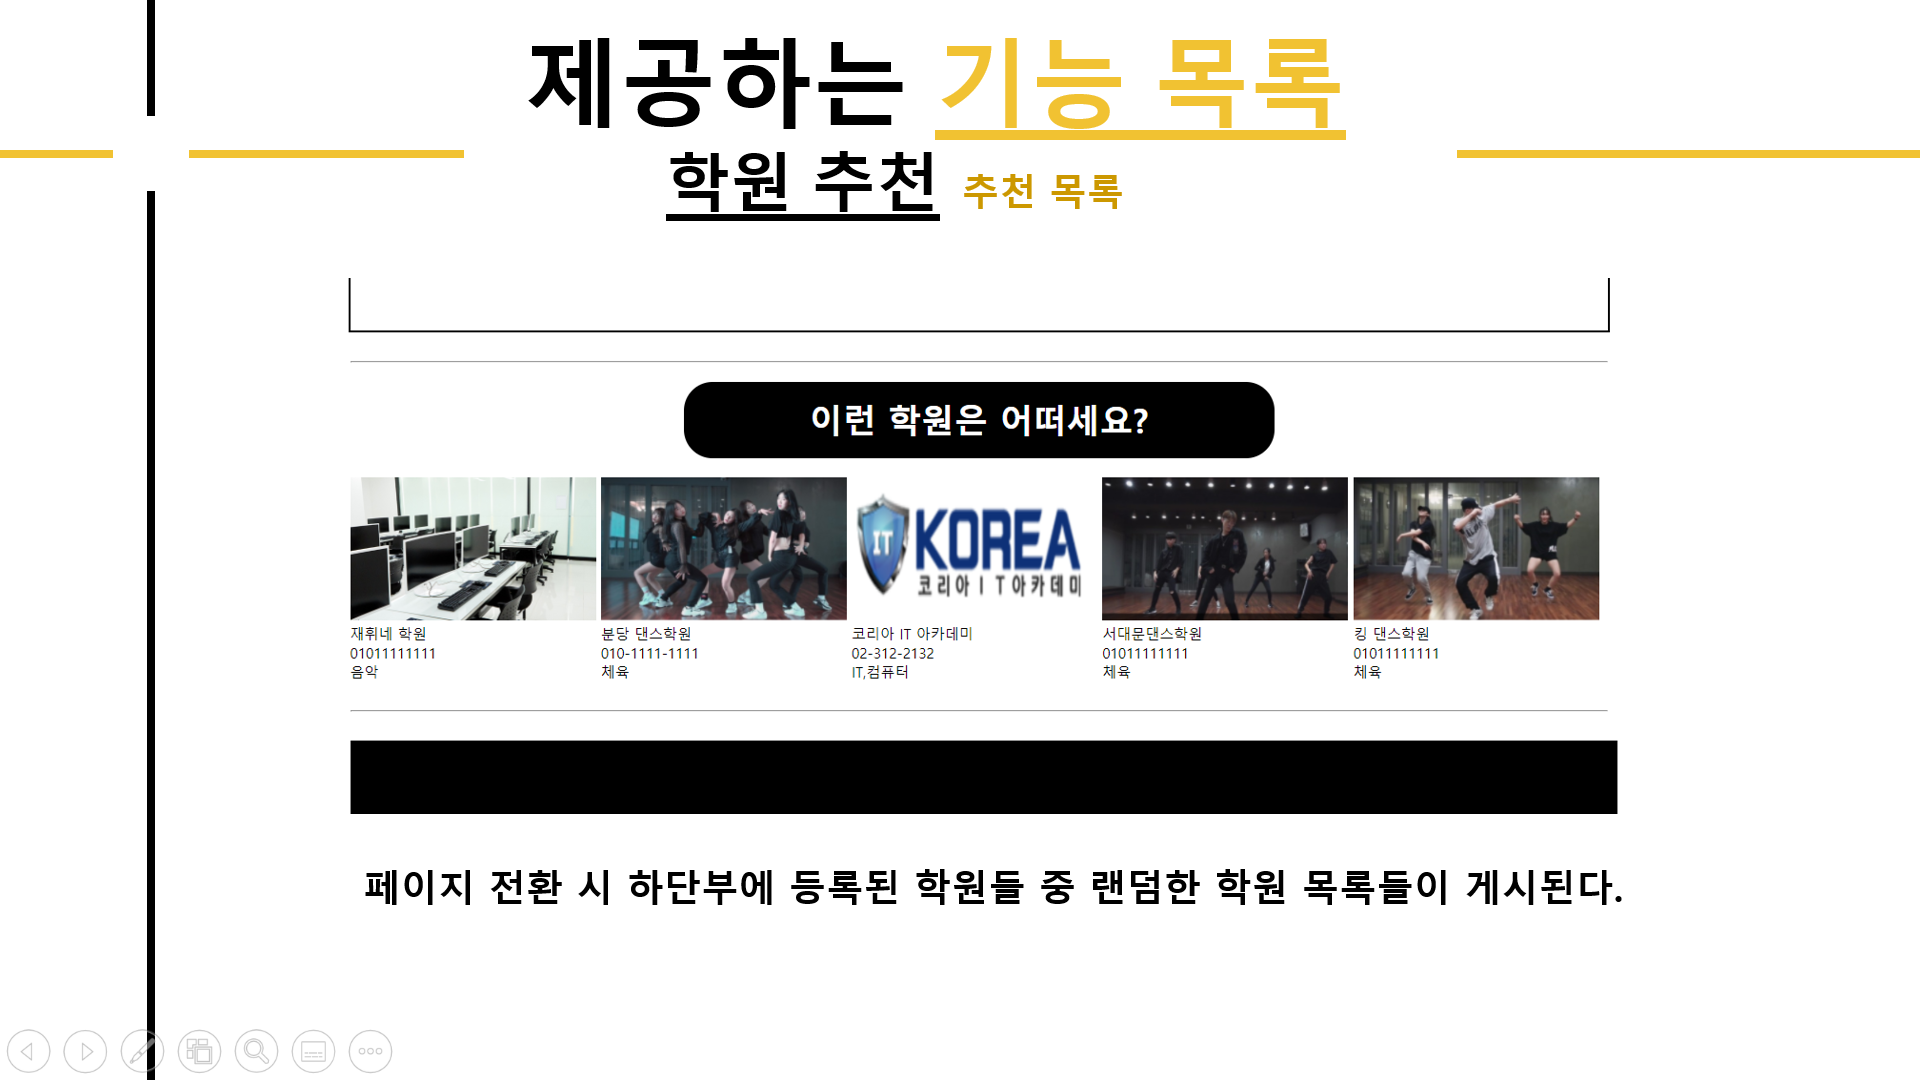 제공하는 기능 목록
학원 추천 추천 목록
이런 학원은 어떠세요?
IT KOREA
코리아IT아카데미
재휘네 학원
01011111111
음악
분당 댄스학원
010-1111-1111
체육
코리아 IT 아카데미
02-312-2132
IT,컴퓨터
서대문댄스학원
01011111111
체육
킹 댄스학원
01011111111
체육
페이지 전환 시 하단부에 등록된 학원들 중 랜덤한 학원 목록들이 게시된다.